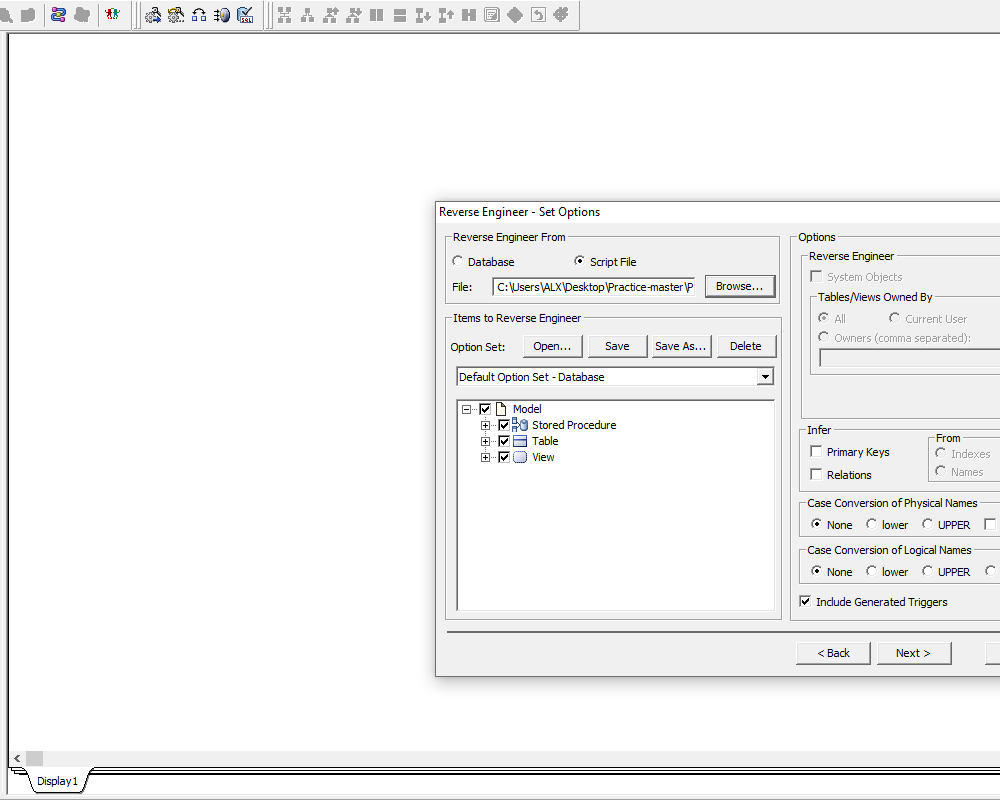 SQL
Reverse Engineer - Set Options
Reverse Engineer From
Database
Script File
File:
C:\Users\ALX\Desktop\Practice-master\P
Browse...
Items to Reverse Engineer
Option Set:
Open...
Save
Save As...
Delete
Default Option Set - Database
Model
Stored Procedure
Table
View
Options
Reverse Engineer
System Objects
Tables/Views Owned By
All
Current User
Owners (comma separated):
Infer
Primary Keys
Relations
From
Indexes
Names
Case Conversion of Physical Names
None
lower
UPPER
Case Conversion of Logical Names
None
lower
UPPER
Include Generated Triggers
< Back
Next >
Display1